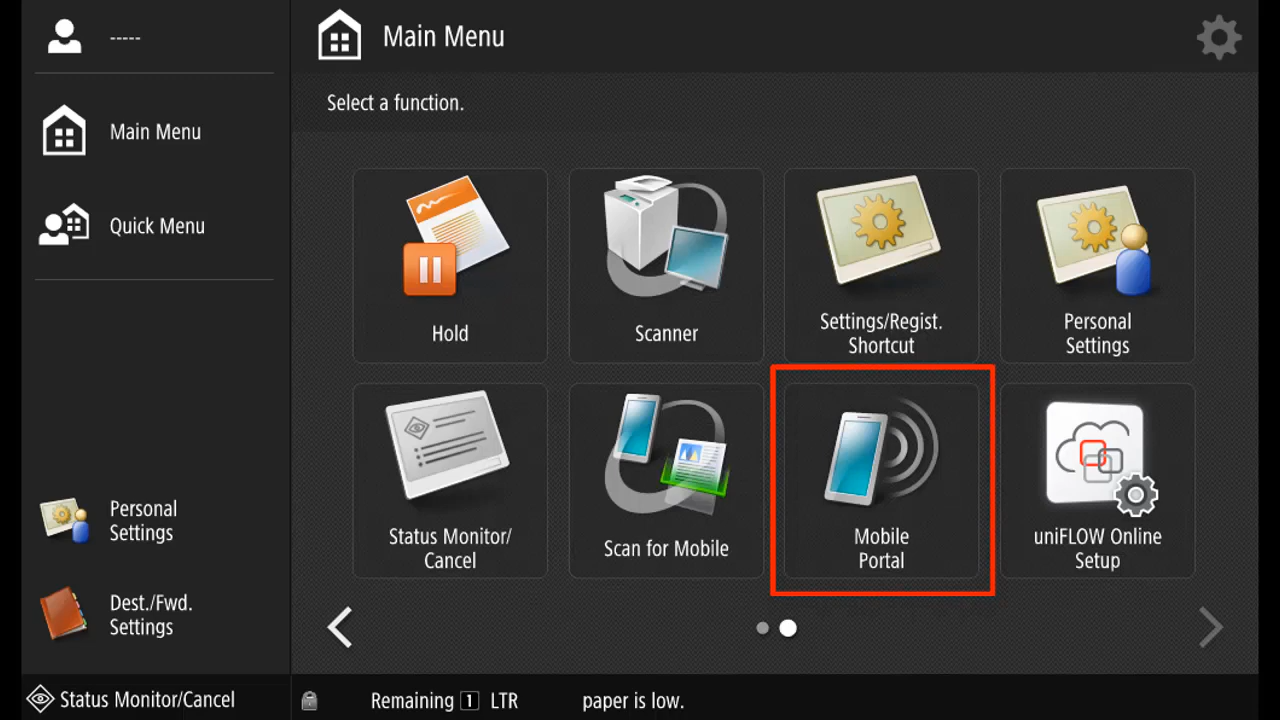 -----
Main Menu
Main Menu
Select a function.
Quick Menu
Hold
Scanner
Settings/Regist.
Shortcut
Personal
Settings
Status Monitor/
Cancel
Scan for Mobile
Mobile
Portal
uniFLOW Online
Setup
Personal
Settings
Dest./Fwd.
Settings
Status Monitor/Cancel
Remaining 1 LTR paper is low.